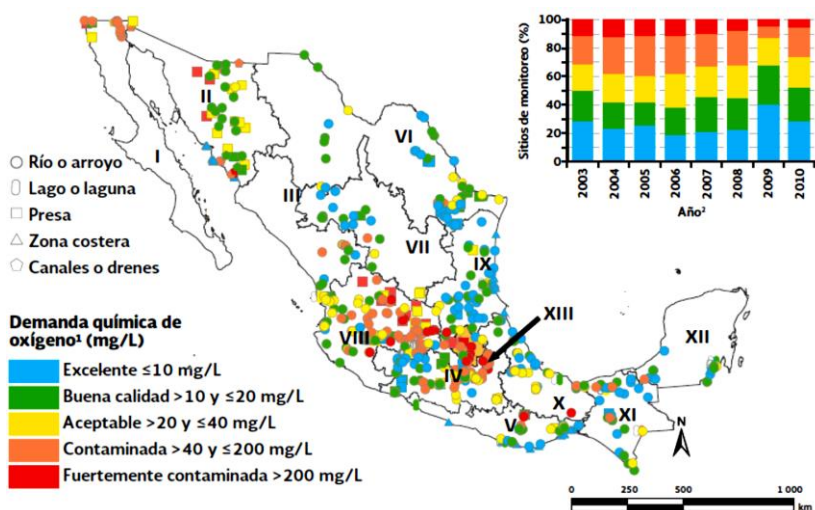 I
II
III
VI
VII
IX
VIII
IV
XIII
V
X
XI
XII
Río o arroyo
Lago o laguna
Presa
Zona costera
Canales o drenes
Demanda química de
oxígeno¹ (mg/L)
Excelente ≤10 mg/L
Buena calidad >10 y ≤20 mg/L
Aceptable >20 y ≤40 mg/L
Contaminada >40 y ≤200 mg/L
Fuertemente contaminada >200 mg/L
Sitios de monitoreo (%)
100
80
60
40
20
0
2003
2004
2005
2006
2007
2008
2009
2010
Año²
N
0 250 500 1 000
km